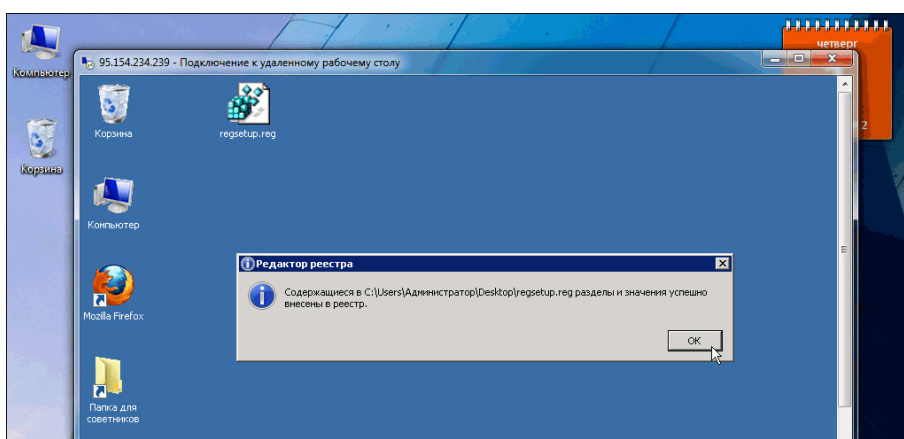 четверг
Компьютер
95.154.234.239 - Подключение к удаленному рабочему столу
Корзина
regsetup.reg
2
Корзина
Компьютер
Редактор реестра
Содержащиеся в C:\Users\Администратор\Desktop\regsetup.reg разделы и значения успешно
внесены в реестр.
Mozilla Firefox
OK
Папка для
советников